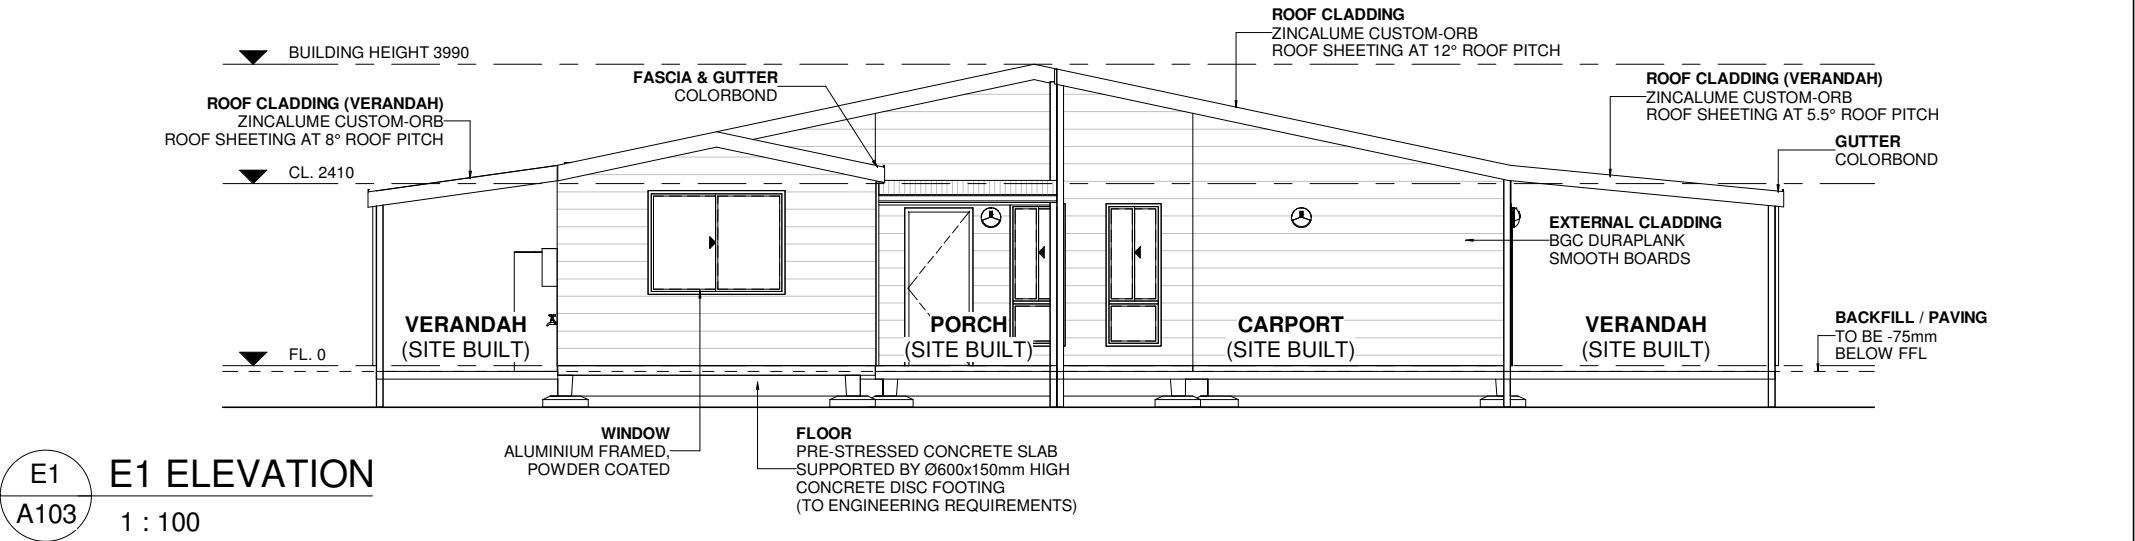 BUILDING HEIGHT 3990
ROOF CLADDING
ZINCALUME CUSTOM-ORB
ROOF SHEETING AT 12° ROOF PITCH
FASCIA & GUTTER
COLORBOND
ROOF CLADDING (VERANDAH)
ZINCALUME CUSTOM-ORB
ROOF SHEETING AT 5.5° ROOF PITCH
ROOF CLADDING (VERANDAH)
ZINCALUME CUSTOM-ORB
ROOF SHEETING AT 8° ROOF PITCH
GUTTER
COLORBOND
CL. 2410
EXTERNAL CLADDING
BGC DURAPLANK
SMOOTH BOARDS
VERANDAH
(SITE BUILT)
PORCH
(SITE BUILT)
CARPORT
(SITE BUILT)
VERANDAH
(SITE BUILT)
BACKFILL / PAVING
TO BE -75mm
BELOW FFL
FL. 0
WINDOW
ALUMINIUM FRAMED,
POWDER COATED
FLOOR
PRE-STRESSED CONCRETE SLAB
SUPPORTED BY Ø600x150mm HIGH
CONCRETE DISC FOOTING
(TO ENGINEERING REQUIREMENTS)
E1
A103
E1 ELEVATION
1 : 100